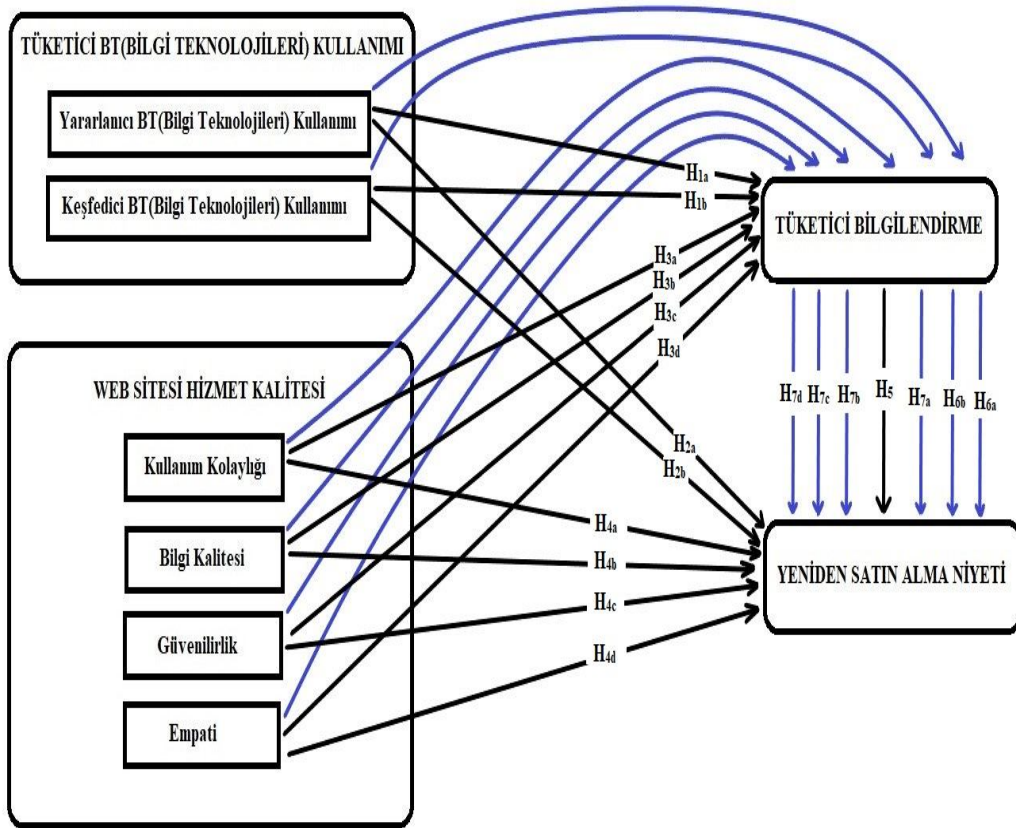 TÜKETİCİ BT(BİLGİ TEKNOLOJİLERİ) KULLANIMI
Yararlanıcı BT(Bilgi Teknolojileri) Kullanımı
Keşfedici BT(Bilgi Teknolojileri) Kullanımı
H1a
H1b
TÜKETİCİ BİLGİLENDİRME
H3a
H3b
H3c
H3d
WEB SİTESİ HİZMET KALİTESİ
H7d
H7c
H7b
H5
H7a
H6b
H6a
Kullanım Kolaylığı
H2a
H2b
Bilgi Kalitesi
H4a
H4b
YENİDEN SATIN ALMA NİYETİ
Güvenilirlik
H4c
H4d
Empati